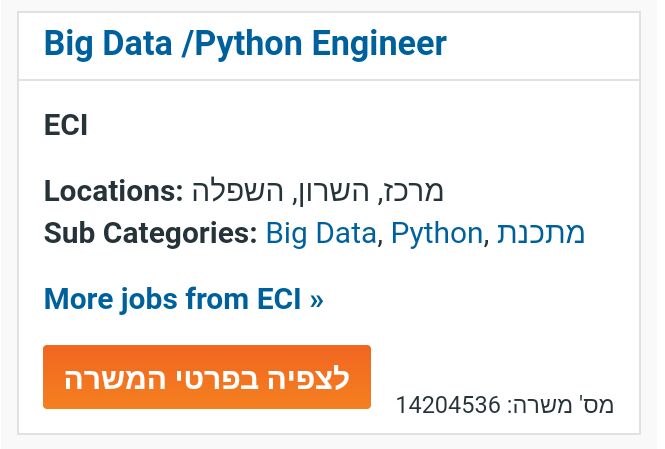 Big Data /Python Engineer
ECI
Locations: מרכז, השרון, השפלה
Sub Categories: Big Data, Python, מתכנת
More jobs from ECI »
לצפיה בפרטי המשרה
מס' משרה: 14204536